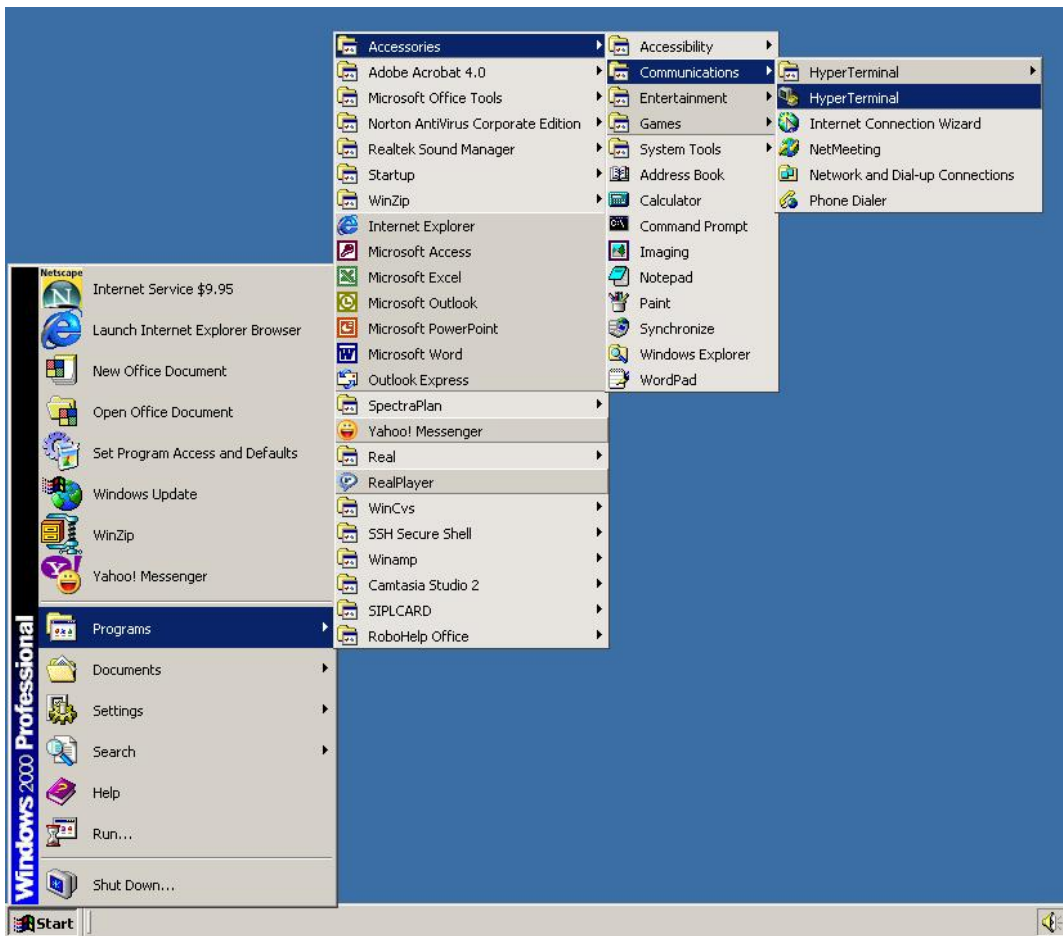 Accessories
Adobe Acrobat 4.0
Microsoft Office Tools
Norton AntiVirus Corporate Edition
Realtek Sound Manager
Startup
WinZip
Internet Explorer
Microsoft Access
Microsoft Excel
Microsoft Outlook
Microsoft PowerPoint
Microsoft Word
Outlook Express
SpectraPlan
Yahoo! Messenger
Real
RealPlayer
WinCvs
SSH Secure Shell
Winamp
Camtasia Studio 2
SIPLCARD
RoboHelp Office
Accessibility
Communications
Entertainment
Games
System Tools
Address Book
Calculator
Command Prompt
Imaging
Notepad
Paint
Synchronize
Windows Explorer
WordPad
HyperTerminal
HyperTerminal
Internet Connection Wizard
NetMeeting
Network and Dial-up Connections
Phone Dialer
Netscape
N
Internet Service $9.95
Launch Internet Explorer Browser
New Office Document
Open Office Document
Set Program Access and Defaults
Windows Update
WinZip
Yahoo! Messenger
Programs
Documents
Settings
Search
Help
Run...
Shut Down...
Windows 2000 Professional
Start